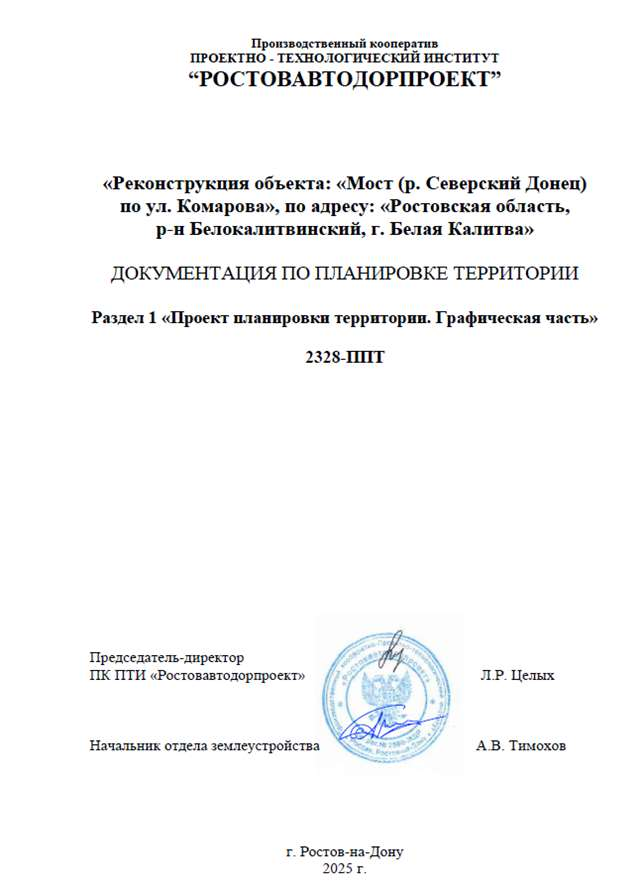 Производственный кооператив
ПРОЕКТНО - ТЕХНОЛОГИЧЕСКИЙ ИНСТИТУТ
“РОСТОВАВТОДОРПРОЕКТ”
«Реконструкция объекта: «Мост (р. Северский Донец)
по ул. Комарова», по адресу: «Ростовская область,
р-н Белокалитвинский, г. Белая Калитва»
ДОКУМЕНТАЦИЯ ПО ПЛАНИРОВКЕ ТЕРРИТОРИИ
Раздел 1 «Проект планировки территории. Графическая часть»
2328-ППТ
Председатель-директор
ПК ПТИ «Ростовавтодорпроект» Л.Р. Целых
Начальник отдела землеустройства А.В. Тимохов
г. Ростов-на-Дону
2025 г.